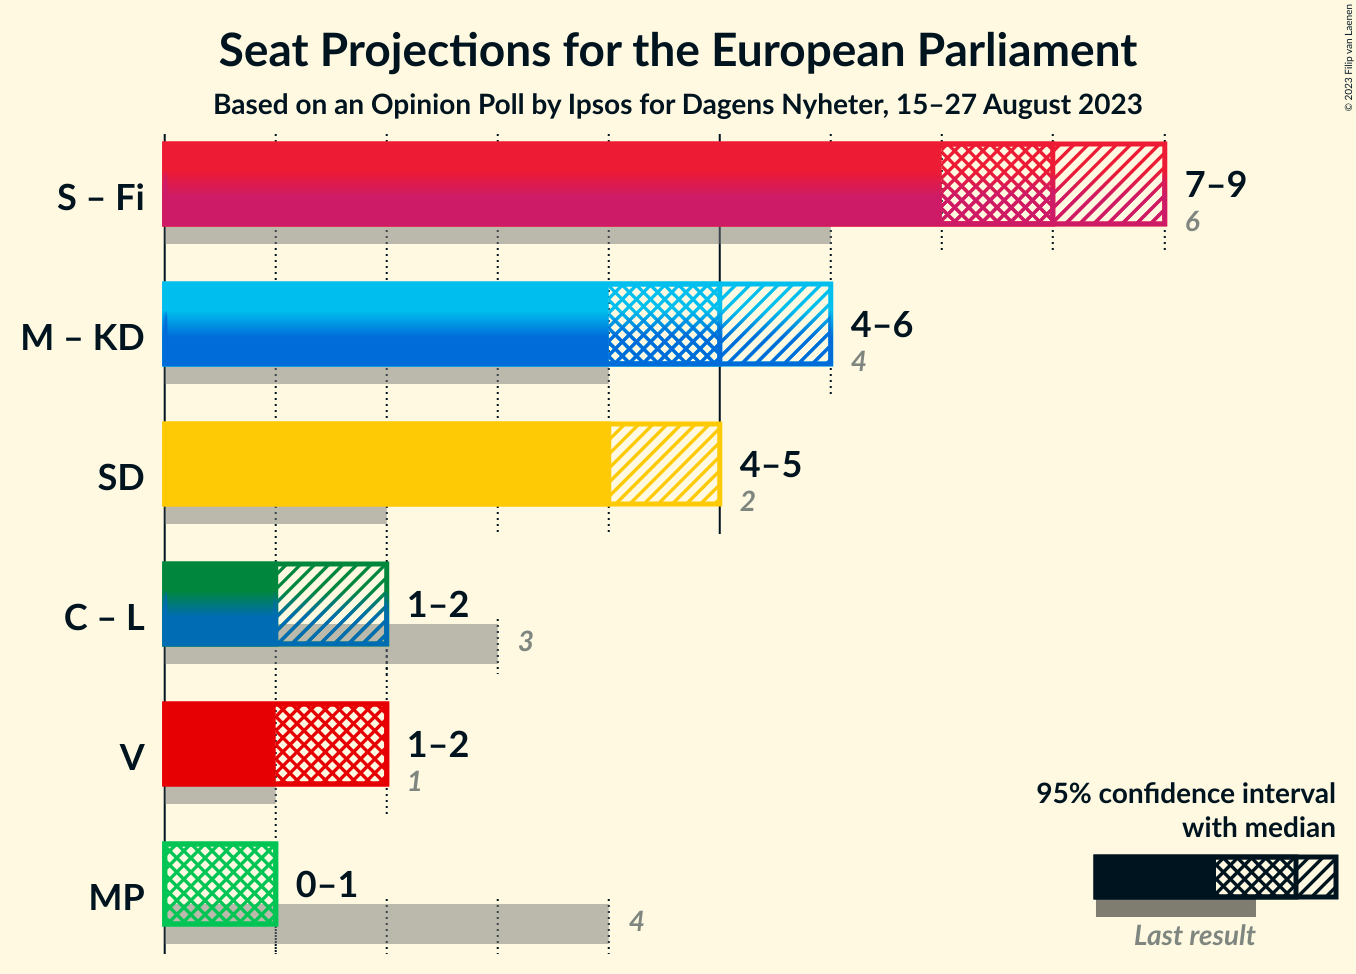 Seat Projections for the European Parliament
Based on an Opinion Poll by Ipsos for Dagens Nyheter, 15–27 August 2023
© 2023 Filip van Laenen
S – Fi
7–9
6
M – KD
4–6
4
SD
4–5
2
C – L
1–2
3
V
1–2
1
MP
0–1
4
95% confidence interval
with median
Last result